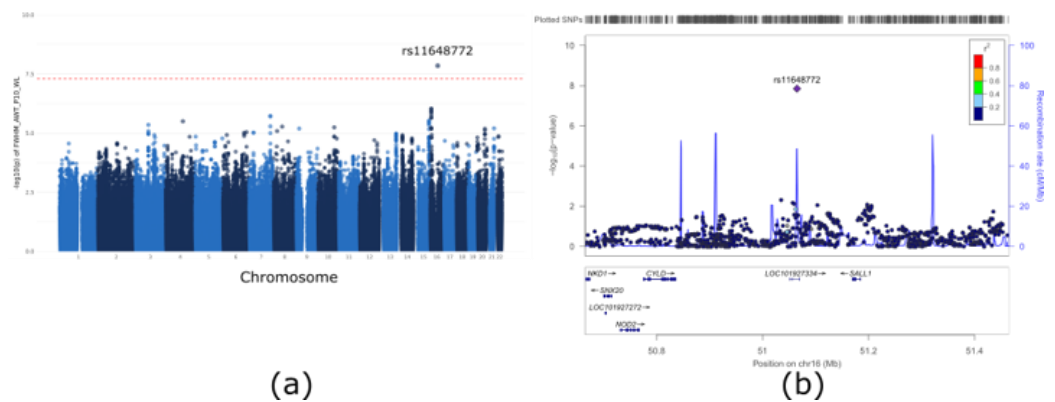 10.0
7.5
5.0
2.5
0.0
-log10(p) of FWHM_AWT_P10_WL
rs11648772
1 2 3 4 5 6 7 8 9 10 11 12 13 14 15 16 17 18 19 20 21 22
Chromosome
(a)
Plotted SNPs
10
8
6
4
2
0
−log10(p−value)
rs11648772
r2
0.8
0.6
0.4
0.2
100
80
60
40
20
0
Recombination rate (cM/Mb)
NKD1→
CYLD→
LOC101927334→
←SALL1
←SNX20
LOC101927272→
NOD2→
50.8 51 51.2 51.4
Position on chr16 (Mb)
(b)